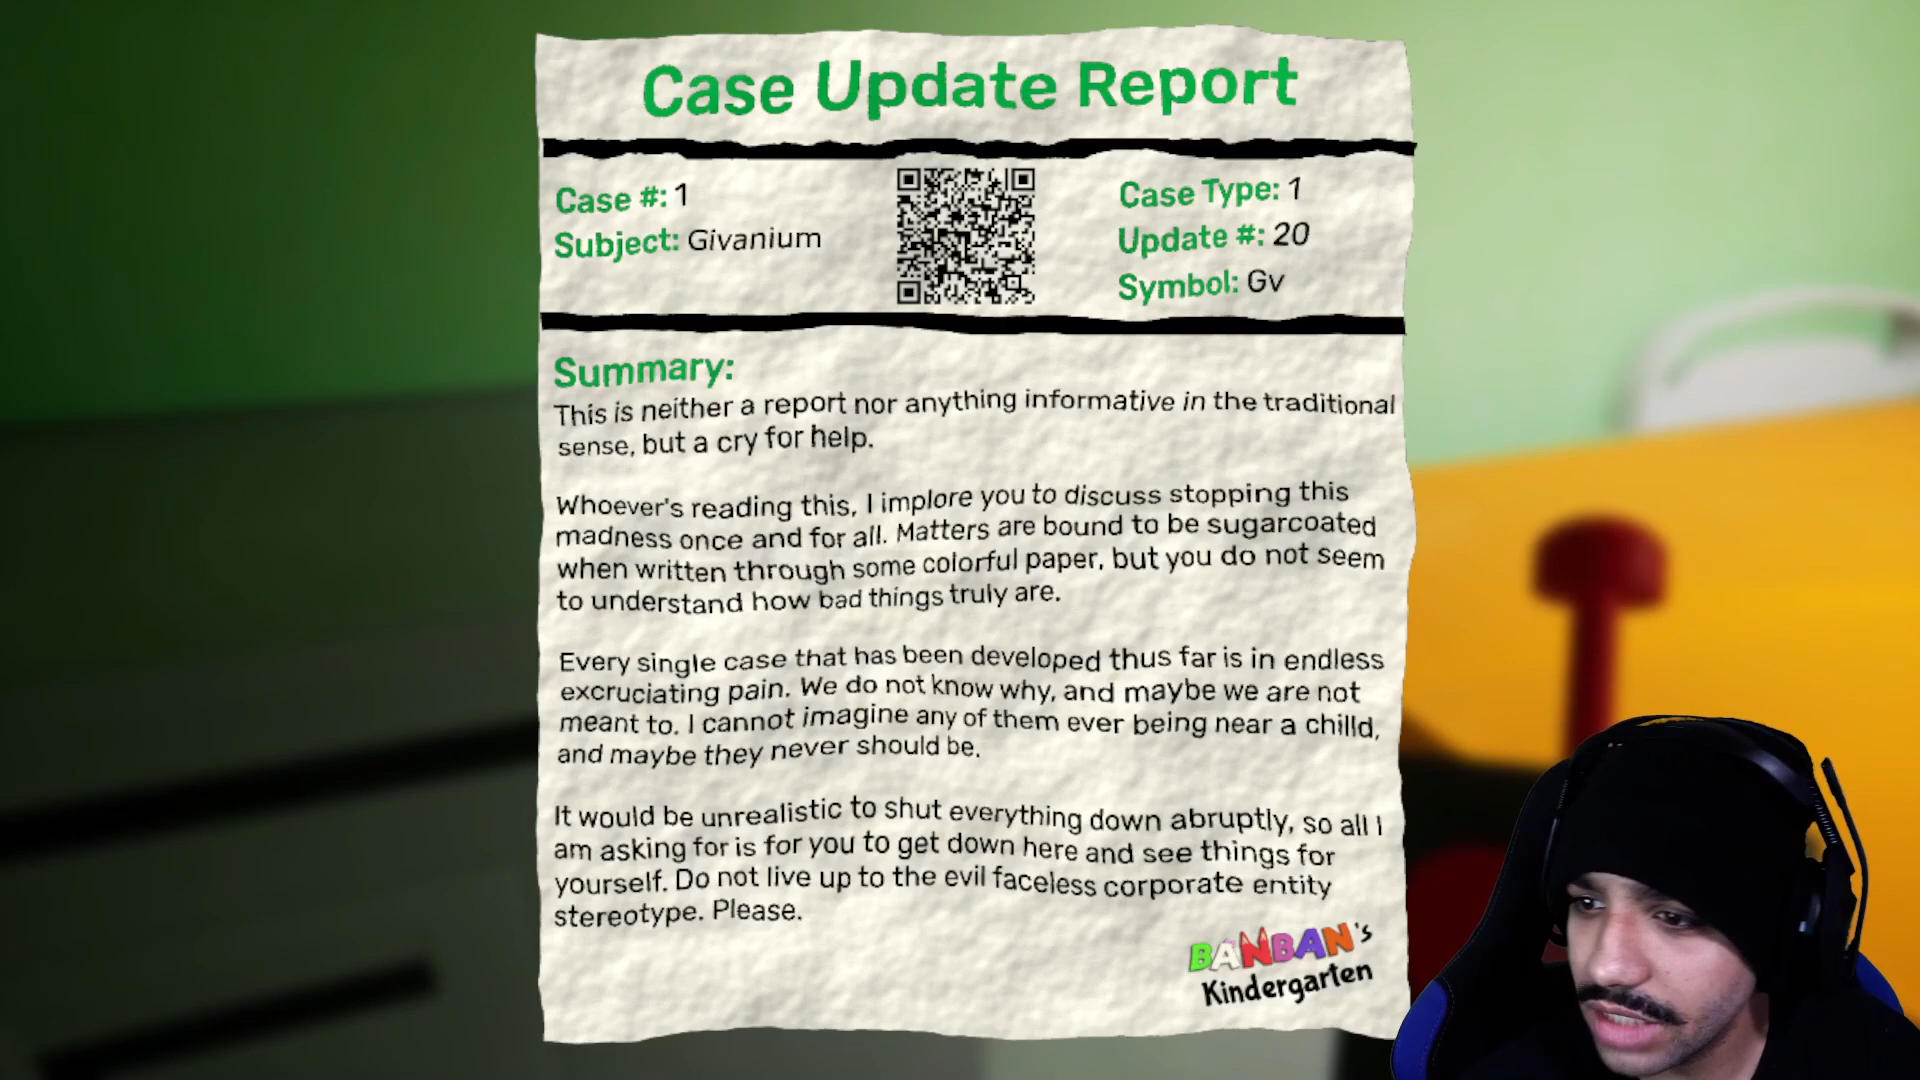 Case Update Report
Case #: 1
Subject: Givanium
Case Type: 1
Update #: 20
Symbol: Gv
Summary:
This is neither a report nor anything informative in the traditional
sense, but a cry for help.
Whoever's reading this, I implore you to discuss stopping this
madness once and for all. Matters are bound to be sugarcoated
when written through some colorful paper, but you do not seem
to understand how bad things truly are.
Every single case that has been developed thus far is in endless
excruciating pain. We do not know why, and maybe we are not
meant to. I cannot imagine any of them ever being near a chilld,
and maybe they never should be.
It would be unrealistic to shut everything down abruptly, so all I
am asking for is for you to get down here and see things for
yourself. Do not live up to the evil faceless corporate entity
stereotype. Please.
BANBAN's
Kindergarten